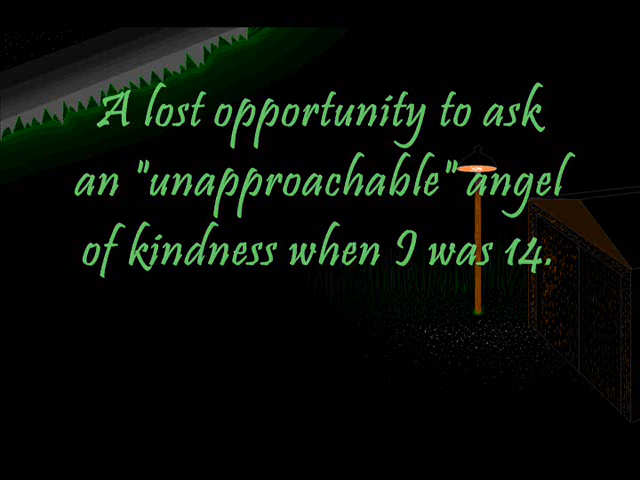 A lost opportunity to ask
an "unapproachable" angel
of kindness when I was 14.